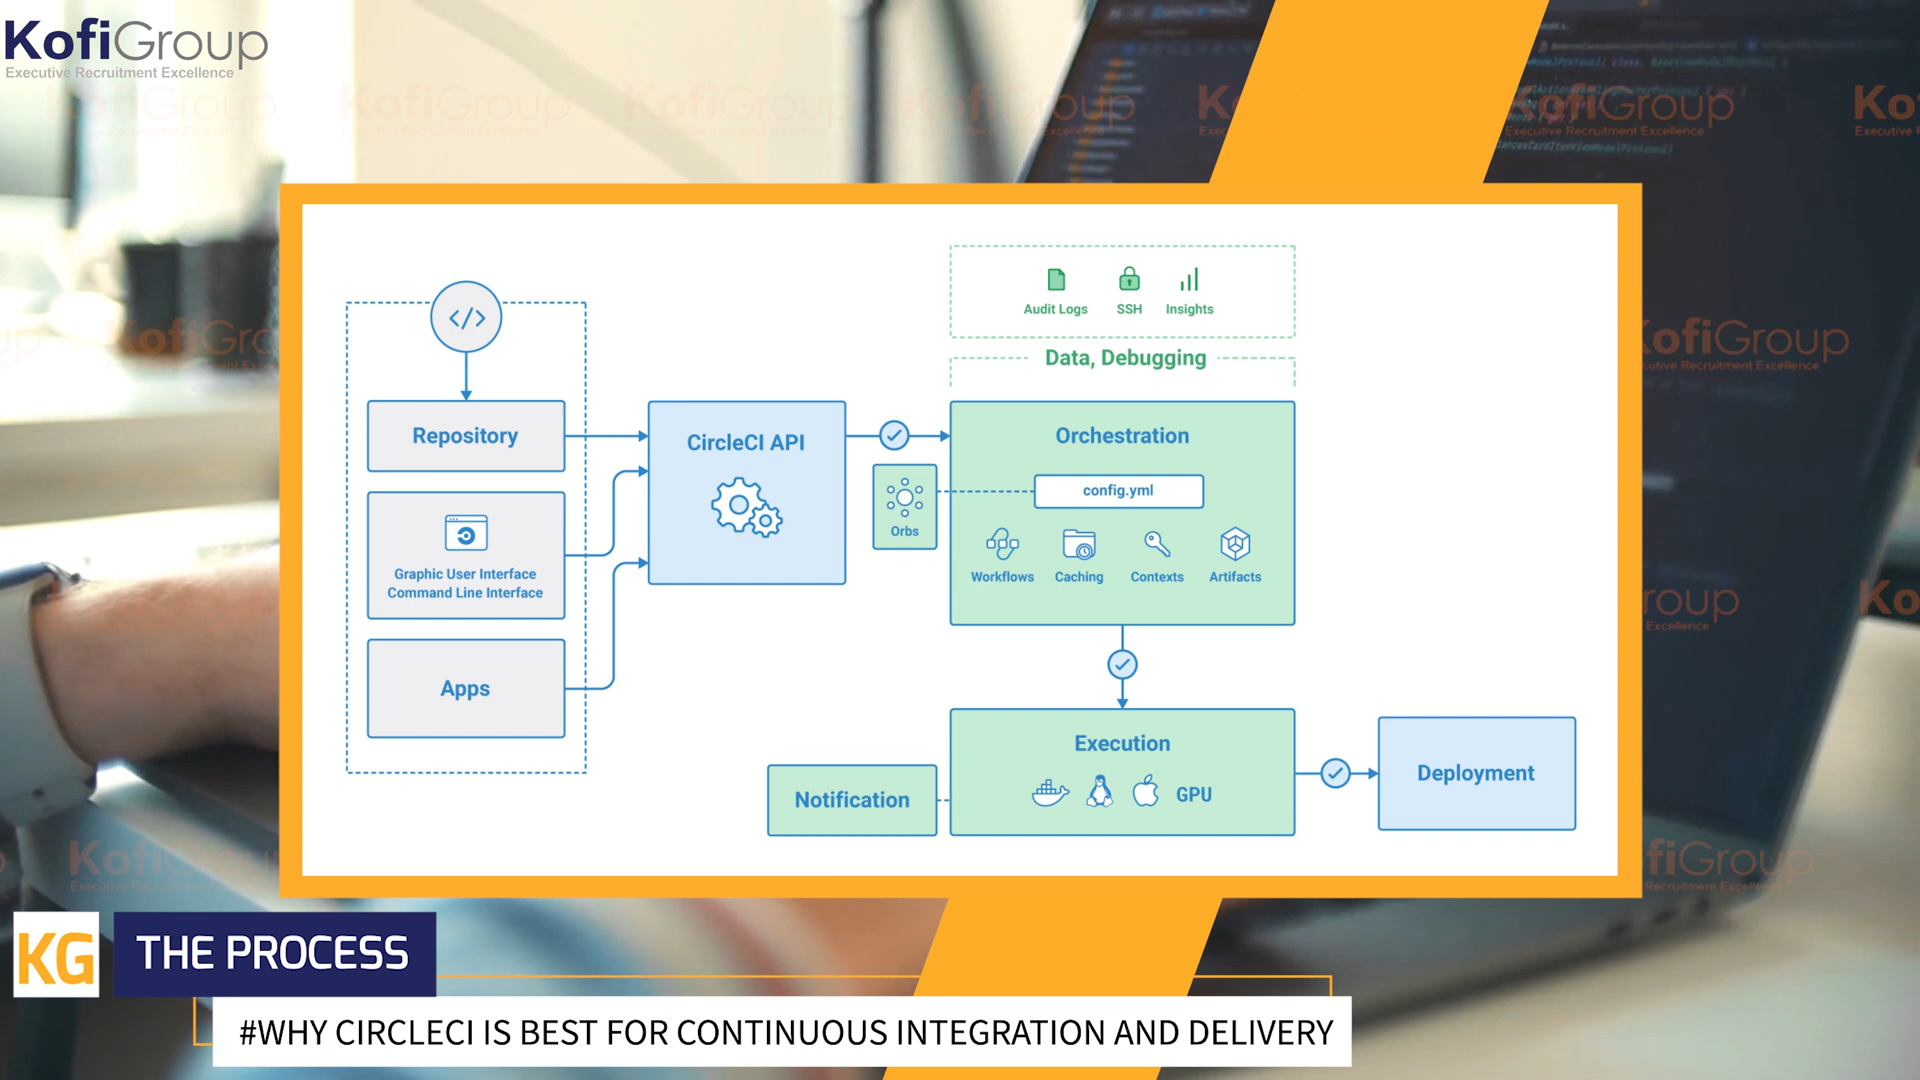 KofiGroup
Executive Recruitment Excellence
</>
Repository
Graphic User Interface
Command Line Interface
Apps
CircleCI API
Orbs
Audit Logs
SSH
Insights
Data, Debugging
Orchestration
config.yml
Workflows
Caching
Contexts
Artifacts
Execution
GPU
Notification
Deployment
KG
THE PROCESS
#WHY CIRCLECI IS BEST FOR CONTINUOUS INTEGRATION AND DELIVERY